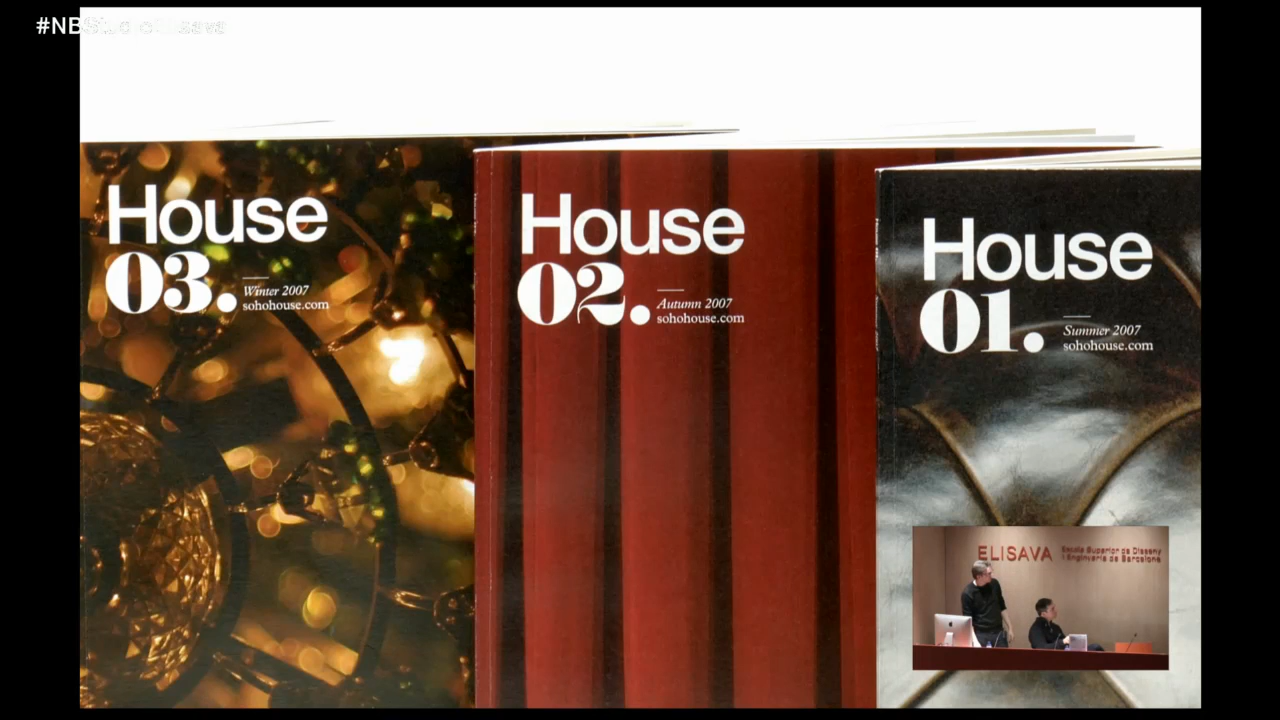 #NBStudioElisava
House
03.
Winter 2007
sohohouse.com
House
02.
Autumn 2007
sohohouse.com
House
01.
Summer 2007
sohohouse.com
ELISAVA
Escola Superior de Disseny
i Enginyeria de Barcelona